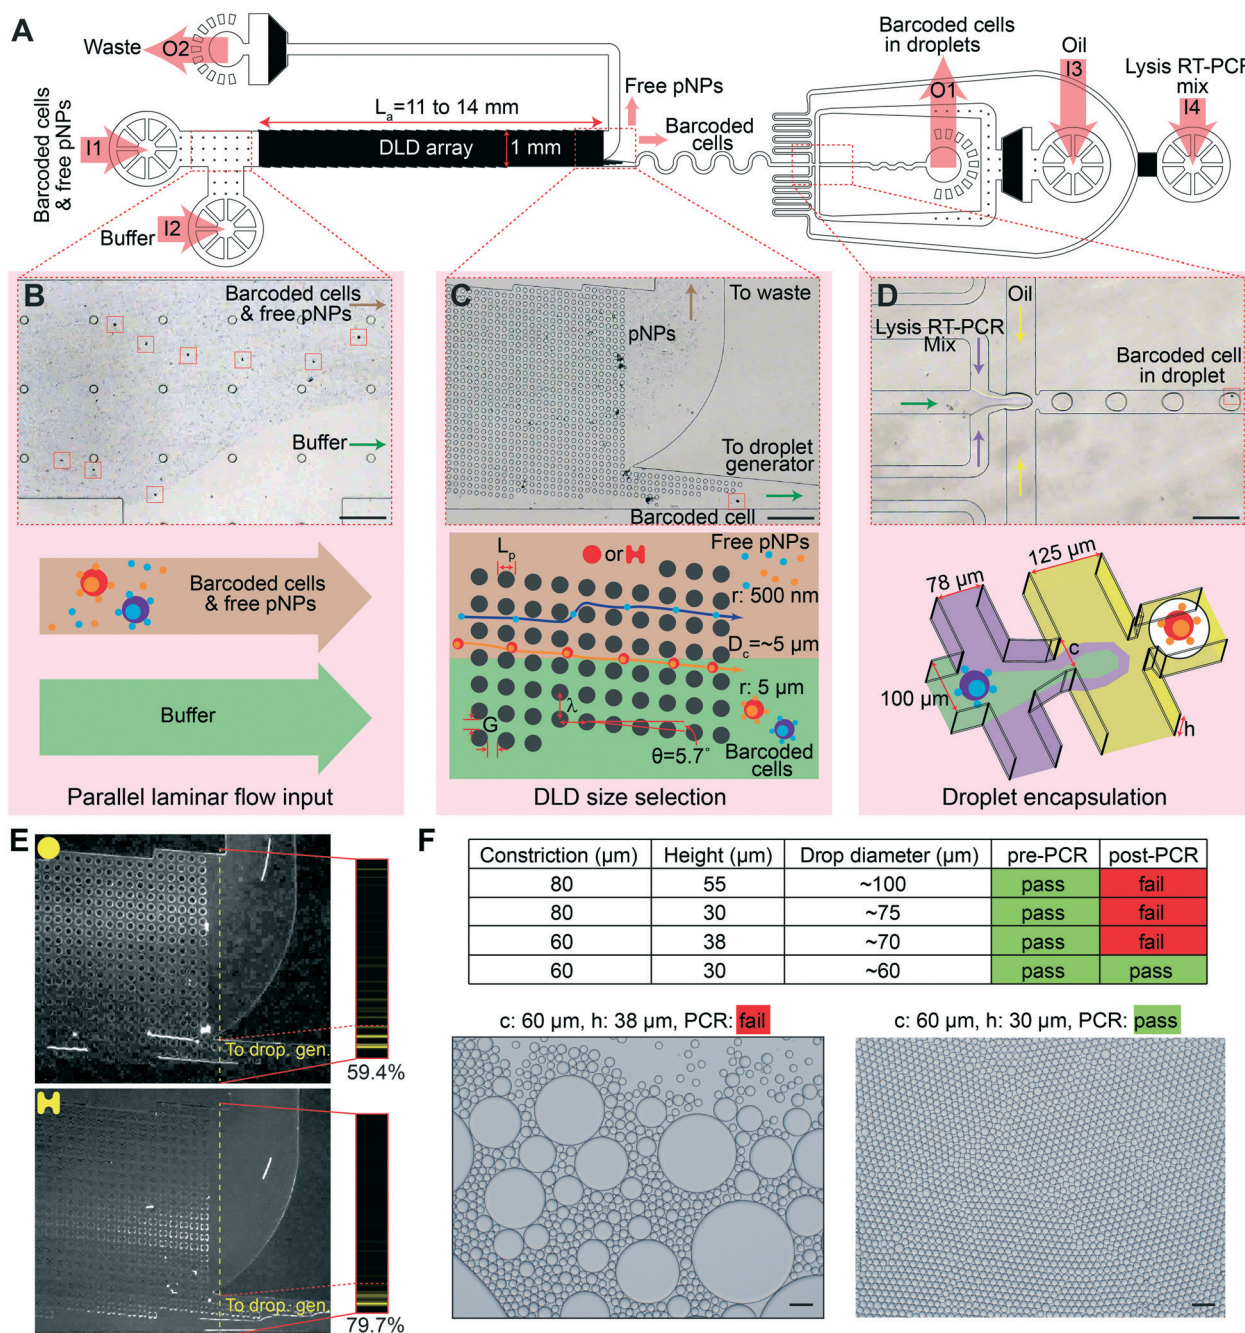 A
Waste
O2
Barcoded cells
& free pNPs
I1
Buffer
I2
Lₐ=11 to 14 mm
DLD array
1 mm
Free pNPs
Barcoded
cells
Barcoded cells
in droplets
O1
Oil
I3
Lysis RT-PCR
mix
I4
B
Barcoded cells
& free pNPs
Buffer
Barcoded cells
& free pNPs
Buffer
Parallel laminar flow input
C
To waste
pNPs
To droplet
generator
Barcoded cell
Lₚ
or
Free pNPs
r: 500 nm
D_c=~5 µm
r: 5 µm
λ
G
θ=5.7°
Barcoded
cells
DLD size selection
D
Oil
Lysis RT-PCR
Mix
Barcoded cell
in droplet
125 µm
78 µm
c
100 µm
h
Droplet encapsulation
E
To drop. gen.
59.4%
To drop. gen.
79.7%
F
Constriction (µm) Height (µm) Drop diameter (µm) pre-PCR post-PCR
80 55 ~100 pass fail
80 30 ~75 pass fail
60 38 ~70 pass fail
60 30 ~60 pass pass
c: 60 µm, h: 38 µm, PCR: fail
c: 60 µm, h: 30 µm, PCR: pass